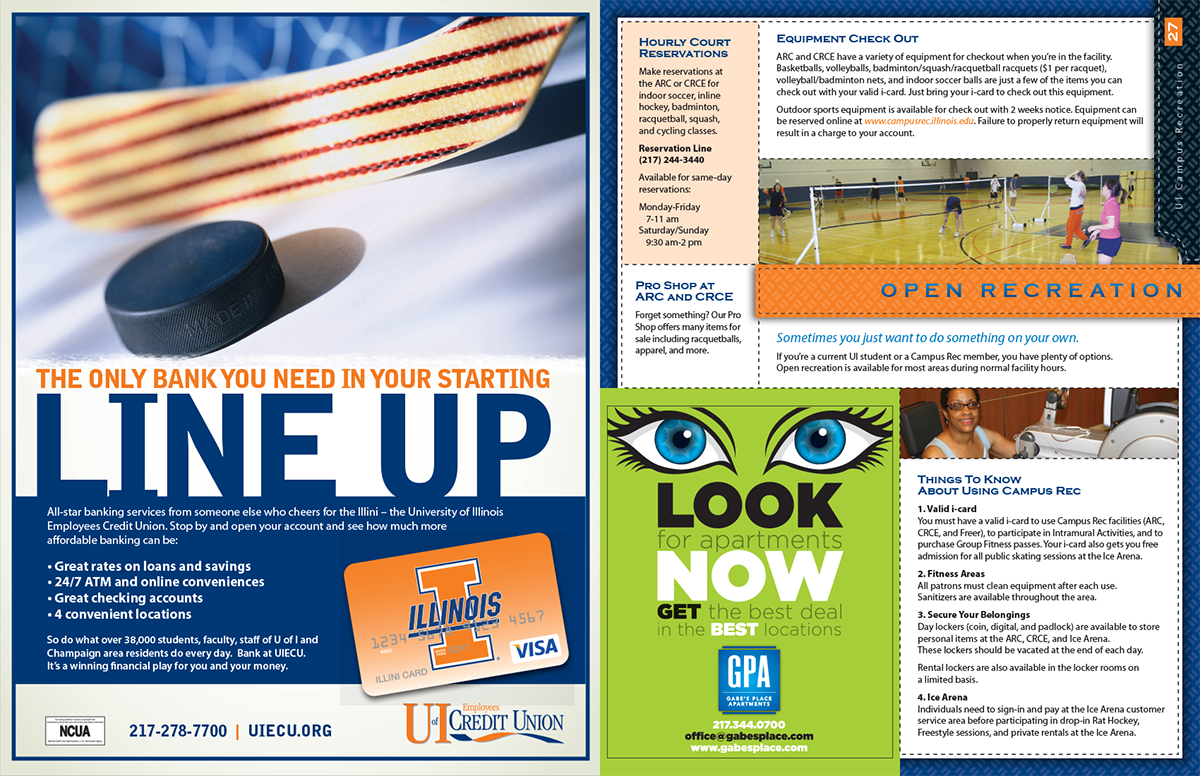 MADE IN
THE ONLY BANK YOU NEED IN YOUR STARTING
LINE UP
All-star banking services from someone else who cheers for the Illini – the University of Illinois
Employees Credit Union. Stop by and open your account and see how much more
affordable banking can be:
• Great rates on loans and savings
• 24/7 ATM and online conveniences
• Great checking accounts
• 4 convenient locations
So do what over 38,000 students, faculty, staff of U of I and
Champaign area residents do every day.  Bank at UIECU.
It's a winning financial play for you and your money.
I
ILLINOIS
4567
VISA
ILLINI CARD
NCUA
217-278-7700 | UIECU.ORG
UI of Employees
CREDIT UNION
Hourly Court
Reservations
Make reservations at
the ARC or CRCE for
indoor soccer, inline
hockey, badminton,
racquetball, squash,
and cycling classes.
Reservation Line
(217) 244-3440
Available for same-day
reservations:
Monday-Friday
7-11 am
Saturday/Sunday
9:30 am-2 pm
Pro Shop at
ARC and CRCE
Forget something? Our Pro
Shop offers many items for
sale including racquetballs,
apparel, and more.
Equipment Check Out
ARC and CRCE have a variety of equipment for checkout when you're in the facility.
Basketballs, volleyballs, badminton/squash/racquetball racquets ($1 per racquet),
volleyball/badminton nets, and indoor soccer balls are just a few of the items you can
check out with your valid i-card. Just bring your i-card to check out this equipment.
Outdoor sports equipment is available for check out with 2 weeks notice. Equipment can
be reserved online at www.campusrec.illinois.edu. Failure to properly return equipment will
result in a charge to your account.
27
UI Campus Recreation
OPEN RECREATION
Sometimes you just want to do something on your own.
If you're a current UI student or a Campus Rec member, you have plenty of options.
Open recreation is available for most areas during normal facility hours.
LOOK
for apartments
NOW
GET the best deal
in the BEST locations
GPA
GABE'S PLACE
APARTMENTS
217.344.0700
office@gabesplace.com
www.gabesplace.com
Things To Know
About Using Campus Rec
1. Valid i-card
You must have a valid i-card to use Campus Rec facilities (ARC,
CRCE, and Freer), to participate in Intramural Activities, and to
purchase Group Fitness passes. Your i-card also gets you free
admission for all public skating sessions at the Ice Arena.
2. Fitness Areas
All patrons must clean equipment after each use.
Sanitizers are available throughout the area.
3. Secure Your Belongings
Day lockers (coin, digital, and padlock) are available to store
personal items at the ARC, CRCE, and Ice Arena.
These lockers should be vacated at the end of each day.
Rental lockers are also available in the locker rooms on
a limited basis.
4. Ice Arena
Individuals need to sign-in and pay at the Ice Arena customer
service area before participating in drop-in Rat Hockey,
Freestyle sessions, and private rentals at the Ice Arena.